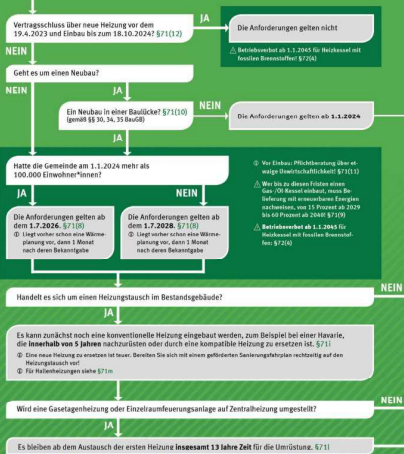 Vertragsschluss über neue Heizung vor dem
19.4.2023 und Einbau bis zum 18.10.2024? §71(12)
JA
Die Anforderungen gelten nicht
⚠ Betriebsverbot ab 1.1.2045 für Heizkessel mit
fossilen Brennstoffen! §72(4)
NEIN
Geht es um einen Neubau?
NEIN
JA
Ein Neubau in einer Baulücke? §71(10)
(gemäß §§ 30, 34, 35 BauGB)
NEIN
Die Anforderungen gelten ab 1.1.2024
JA
Hatte die Gemeinde am 1.1.2024 mehr als
100.000 Einwohner*innen?
JA
NEIN
Die Anforderungen gelten ab
dem 1.7.2026. §71(8)
① Liegt vorher schon eine Wärme-
planung vor, dann 1 Monat
nach deren Bekanntgabe
Die Anforderungen gelten ab
dem 1.7.2028. §71(8)
① Liegt vorher schon eine Wärme-
planung vor, dann 1 Monat
nach deren Bekanntgabe
① Vor Einbau: Pflichtberatung über et-
waige Unwirtschaftlichkeit! §71(11)
⚠ Wer bis zu diesen Fristen einen
Gas-/Öl-Kessel einbaut, muss Be-
lieferung mit erneuerbaren Energien
nachweisen, von 15 Prozent ab 2029
bis 60 Prozent ab 2040! §71(9)
⚠ Betriebsverbot ab 1.1.2045 für
Heizkessel mit fossilen Brennstof-
fen: §72(4)
Handelt es sich um einen Heizungstausch im Bestandsgebäude?
NEIN
JA
Es kann zunächst noch eine konventionelle Heizung eingebaut werden, zum Beispiel bei einer Havarie,
die innerhalb von 5 Jahren nachzurüsten oder durch eine kompatible Heizung zu ersetzen ist. §71i
① Eine neue Heizung zu ersetzen ist teuer. Bereiten Sie sich mit einem geförderten Sanierungsfahrplan rechtzeitig auf den
Heizungstausch vor!
① Für Hallenheizungen siehe §71m
Wird eine Gasetagenheizung oder Einzelraumfeuerungsanlage auf Zentralheizung umgestellt?
NEIN
JA
Es bleiben ab dem Austausch der ersten Heizung insgesamt 13 Jahre Zeit für die Umrüstung. §71l